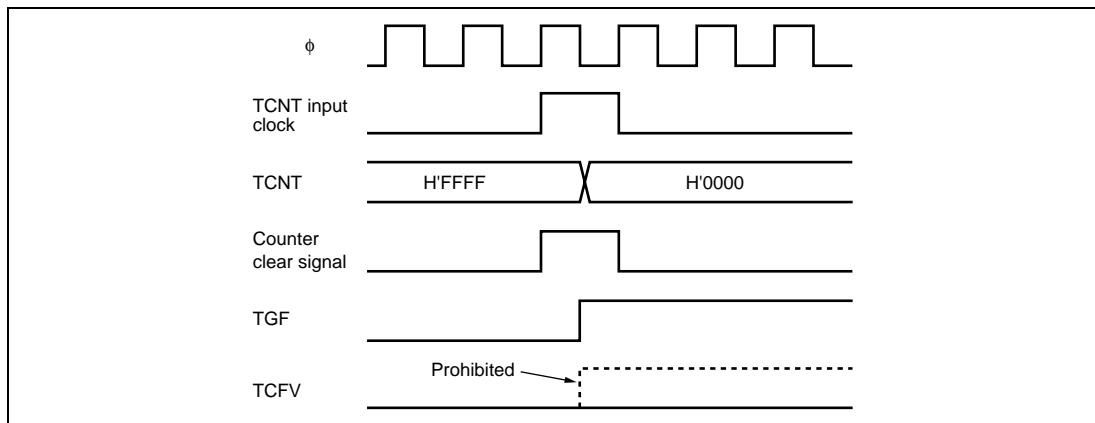 ϕ
TCNT input
clock
TCNT
H'FFFF
H'0000
Counter
clear signal
TGF
Prohibited
TCFV